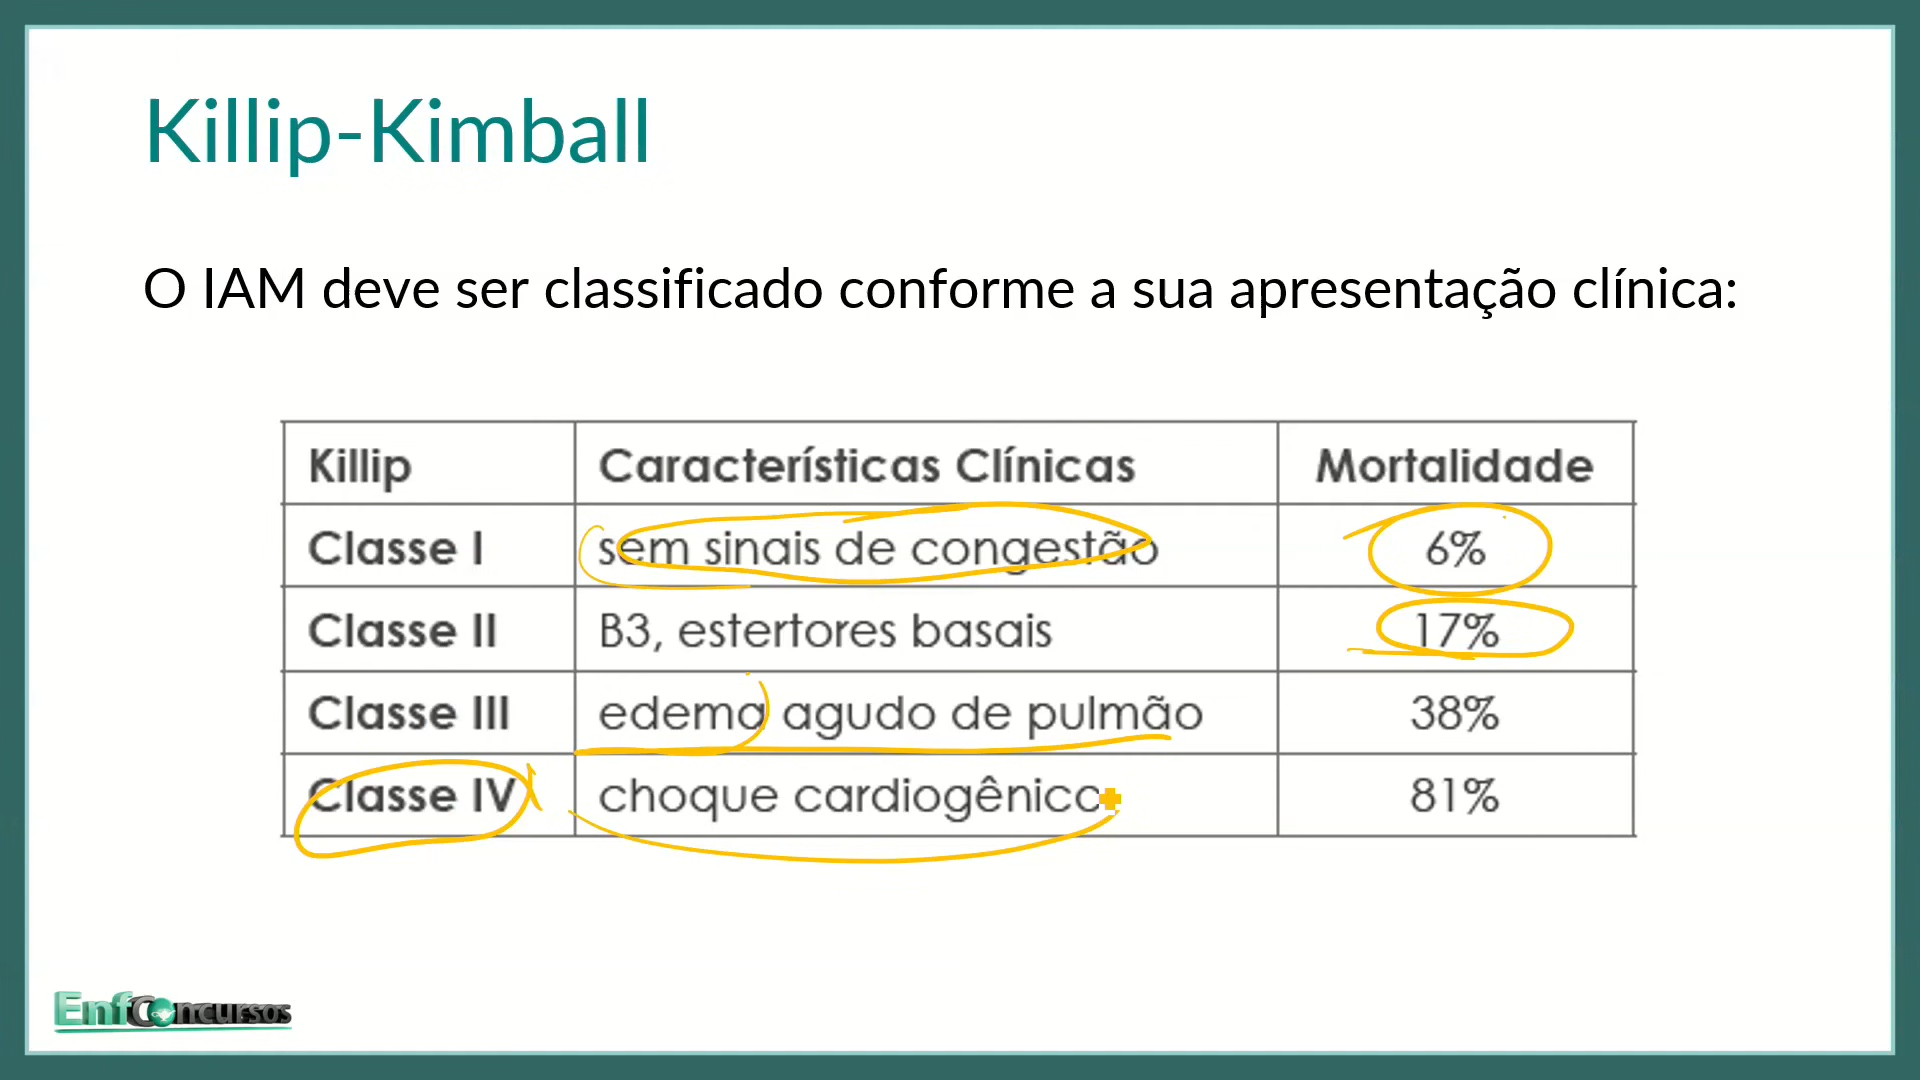 Killip-Kimball
O IAM deve ser classificado conforme a sua apresentação clínica:
Killip Características Clínicas Mortalidade
Classe I sem sinais de congestão 6%
Classe II B3, estertores basais 17%
Classe III edema agudo de pulmão 38%
Classe IV choque cardiogênico 81%
EnfConcursos